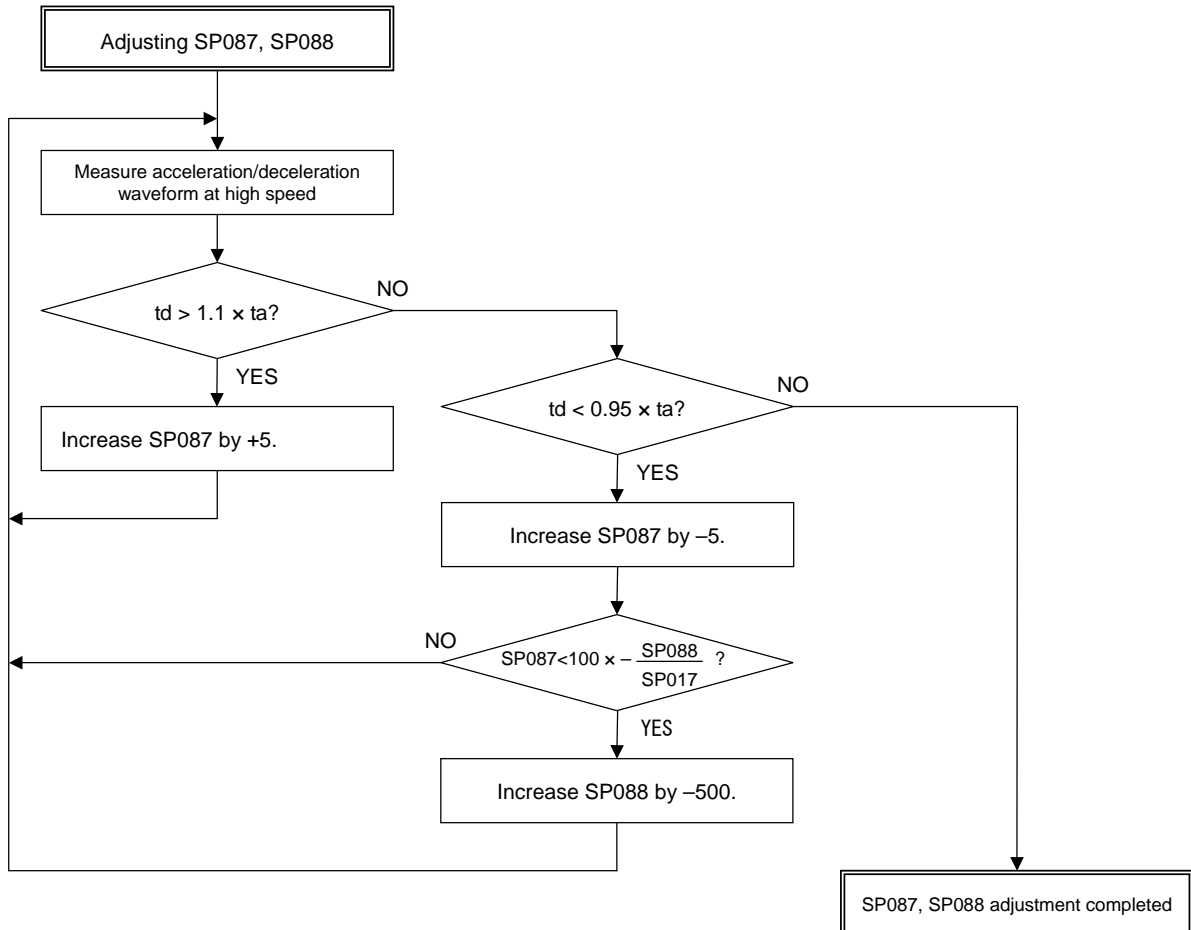 Adjusting SP087, SP088
Measure acceleration/deceleration
waveform at high speed
td > 1.1 × ta?
NO
YES
Increase SP087 by +5.
td < 0.95 × ta?
NO
YES
Increase SP087 by –5.
SP087<100 × – SP088 / SP017 ?
NO
YES
Increase SP088 by –500.
SP087, SP088 adjustment completed